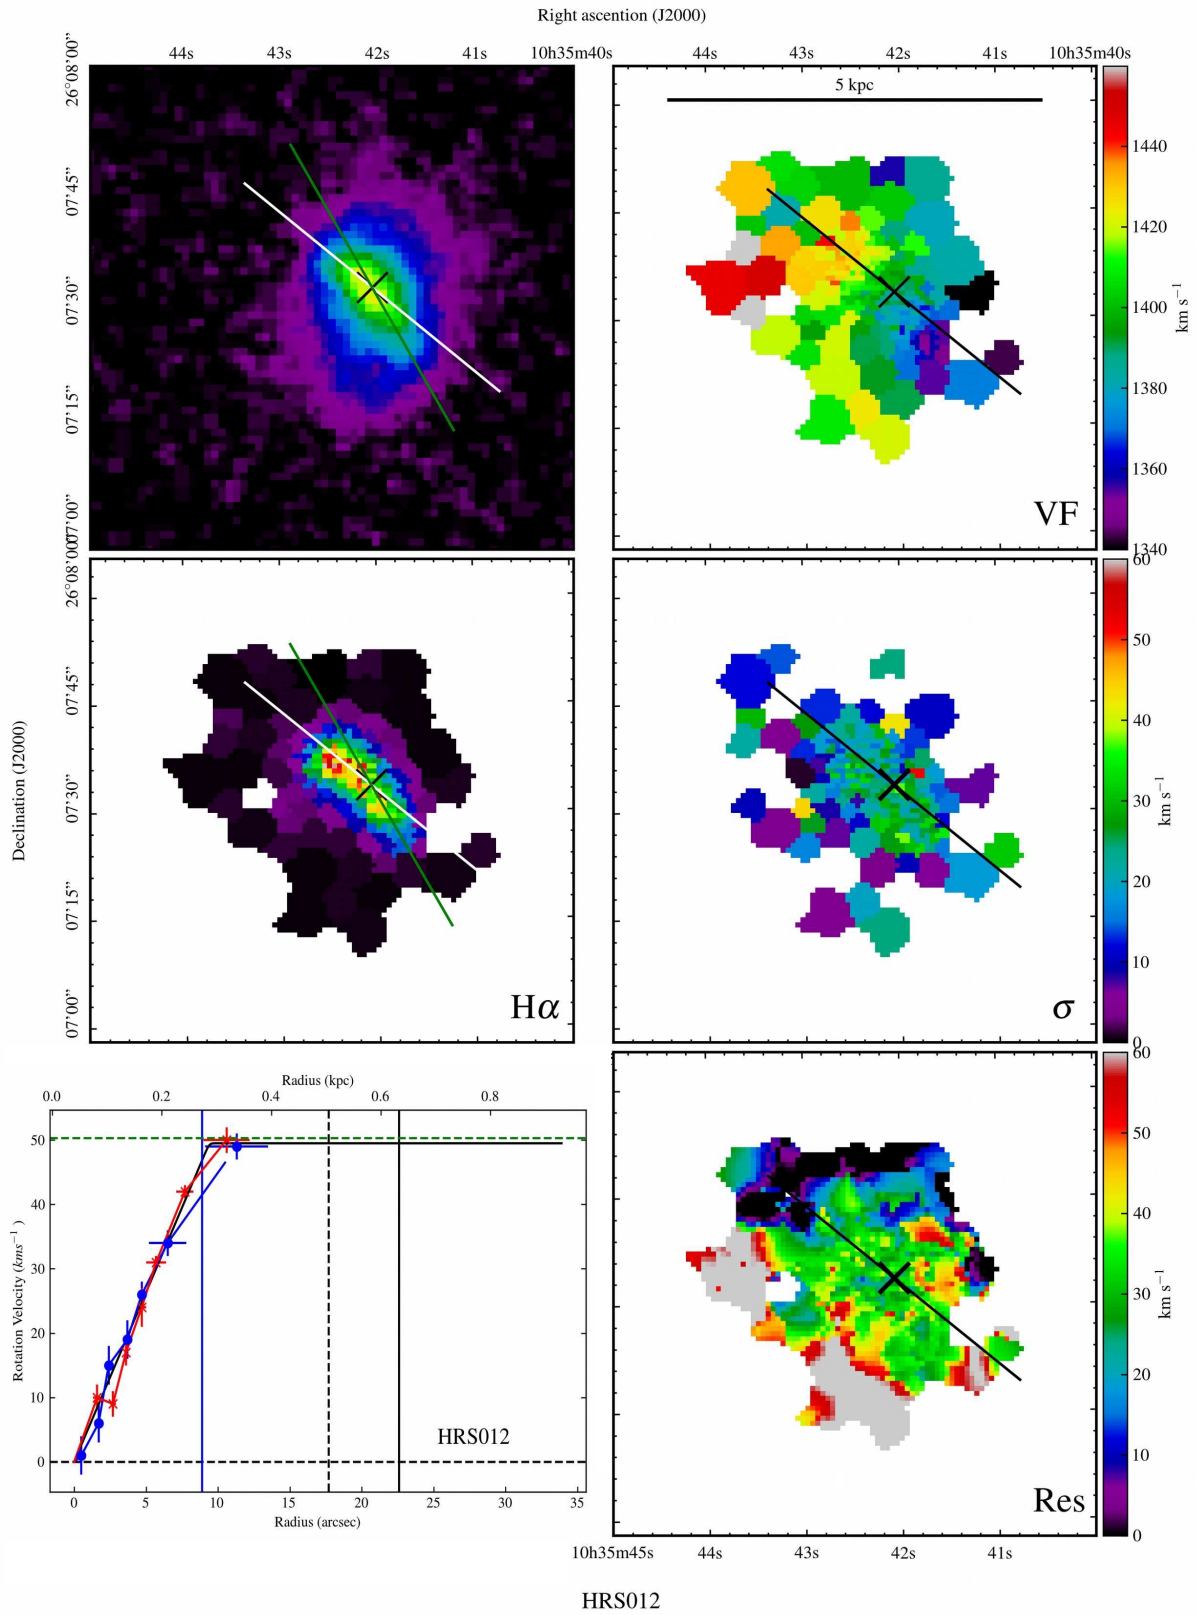 Right ascention (J2000)
44s 43s 42s 41s 10h35m40s 44s 43s 42s 41s 10h35m40s
26°08'00”
07'45”
07'30”
07'15”
07'00”
5 kpc
VF
1440
1420
1400
1380
1360
1340
km s⁻¹
Declination (J2000)
26°08'00”
07'45”
07'30”
07'15”
07'00”
Hα
σ
60
50
40
30
20
10
0
km s⁻¹
Radius (kpc)
0.0 0.2 0.4 0.6 0.8
Rotation Velocity (kms⁻¹)
50
40
30
20
10
0
HRS012
0 5 10 15 20 25 30 35
Radius (arcsec)
Res
60
50
40
30
20
10
0
km s⁻¹
10h35m45s 44s 43s 42s 41s
HRS012